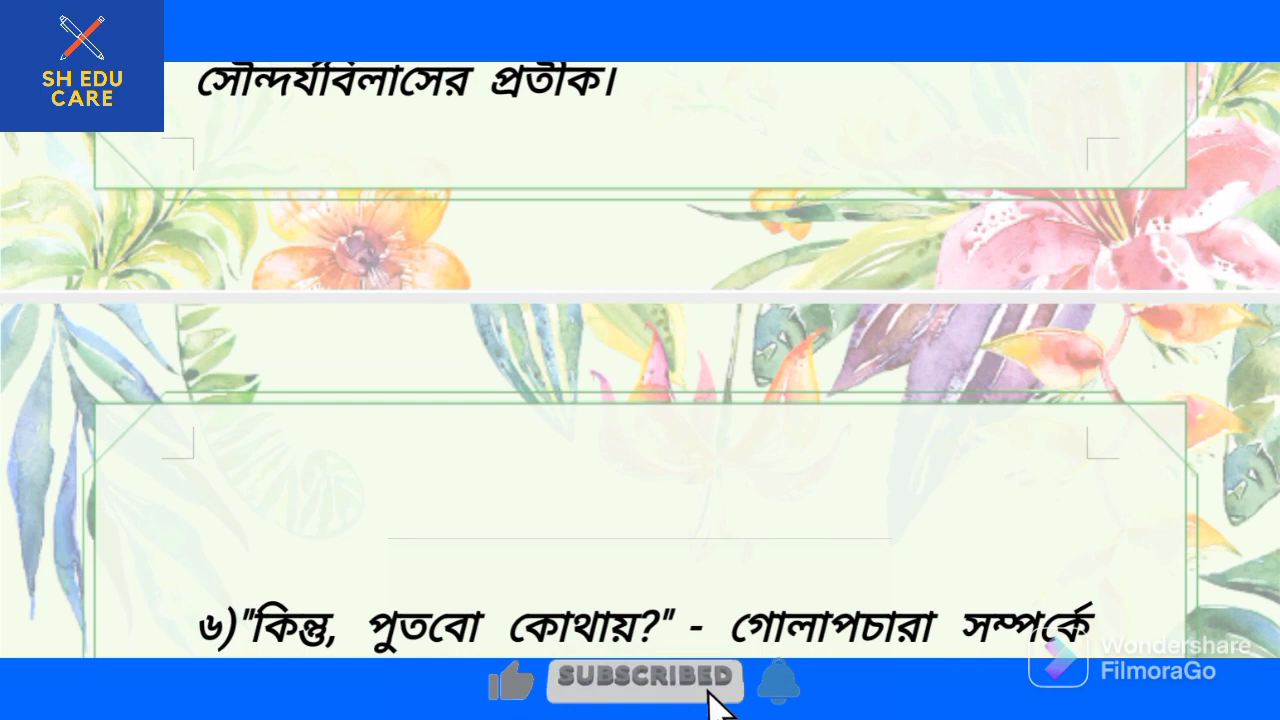 SH EDU
CARE
সৌন্দর্যবিলাসের প্রতীক।
৬)"কিন্তু, পুতবো কোথায়?" - গোলাপচারা সম্পর্কে
Wondershare
FilmoraGo
SUBSCRIBED